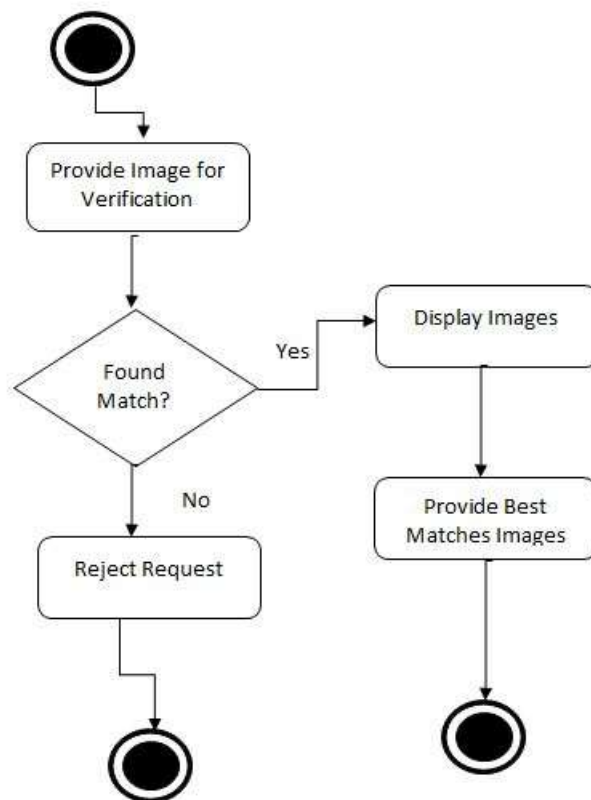 Provide Image for
Verification
Found
Match?
Yes
Display Images
No
Provide Best
Matches Images
Reject Request